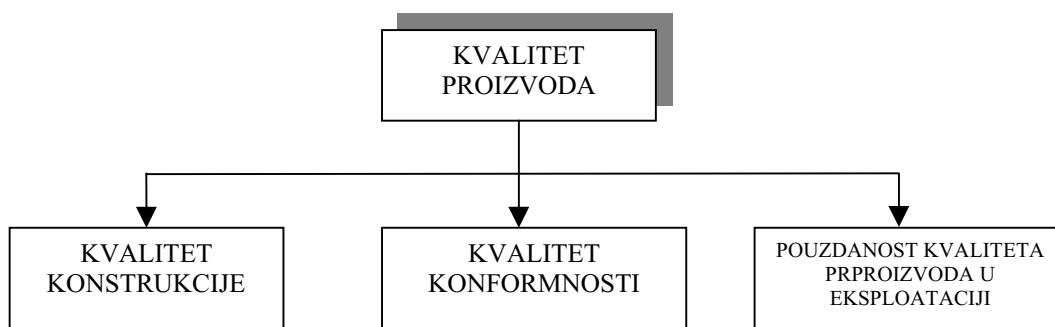 KVALITET
PROIZVODA
KVALITET
KONSTRUKCIJE
KVALITET
KONFORMNOSTI
POUZDANOST KVALITETA
PRPROIZVODA U
EKSPLOATACIJI